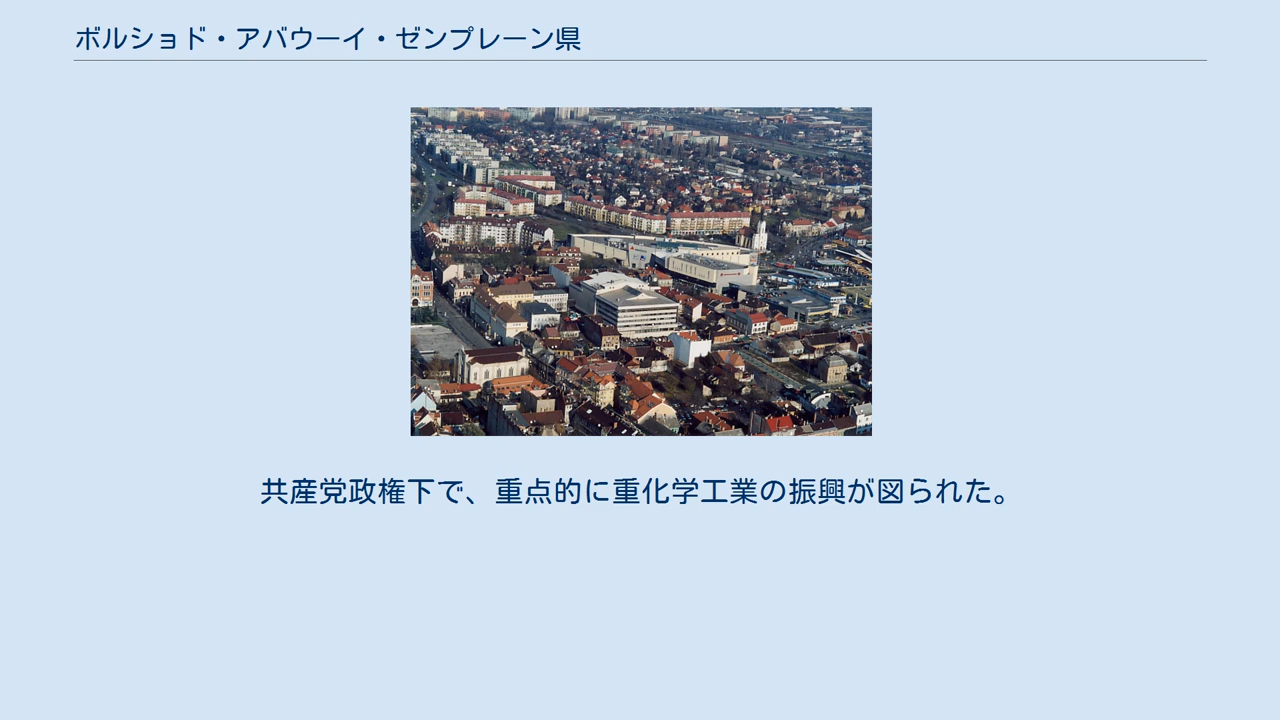 ボルショド・アバウーイ・ゼンプレーン県
共産党政権下で、重点的に重化学工業の振興が図られた。